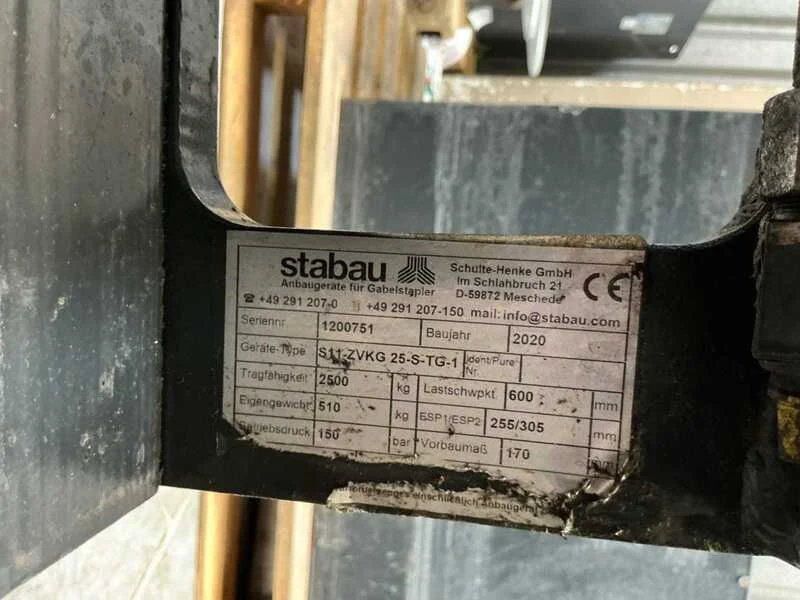 stabau
Anbaugeräte für Gabelstapler
Schulte-Henke GmbH
Im Schlahbruch 21
D-59872 Meschede
CE
☎ +49 291 207-0 +49 291 207-150 mail: info@stabau.com
Seriennr 1200751 Baujahr 2020
Geräte-Type S11-ZVKG 25-S-TG-1 Ident/Pure Nr.
Tragfähigkeit 2500 kg Lastschwpkt. 600 mm
Eigengewicht 510 kg ESP1/ESP2 255/305 mm
Betriebsdruck 150 bar Vorbaumaß 170 mm
einschließlich Anbaugerät